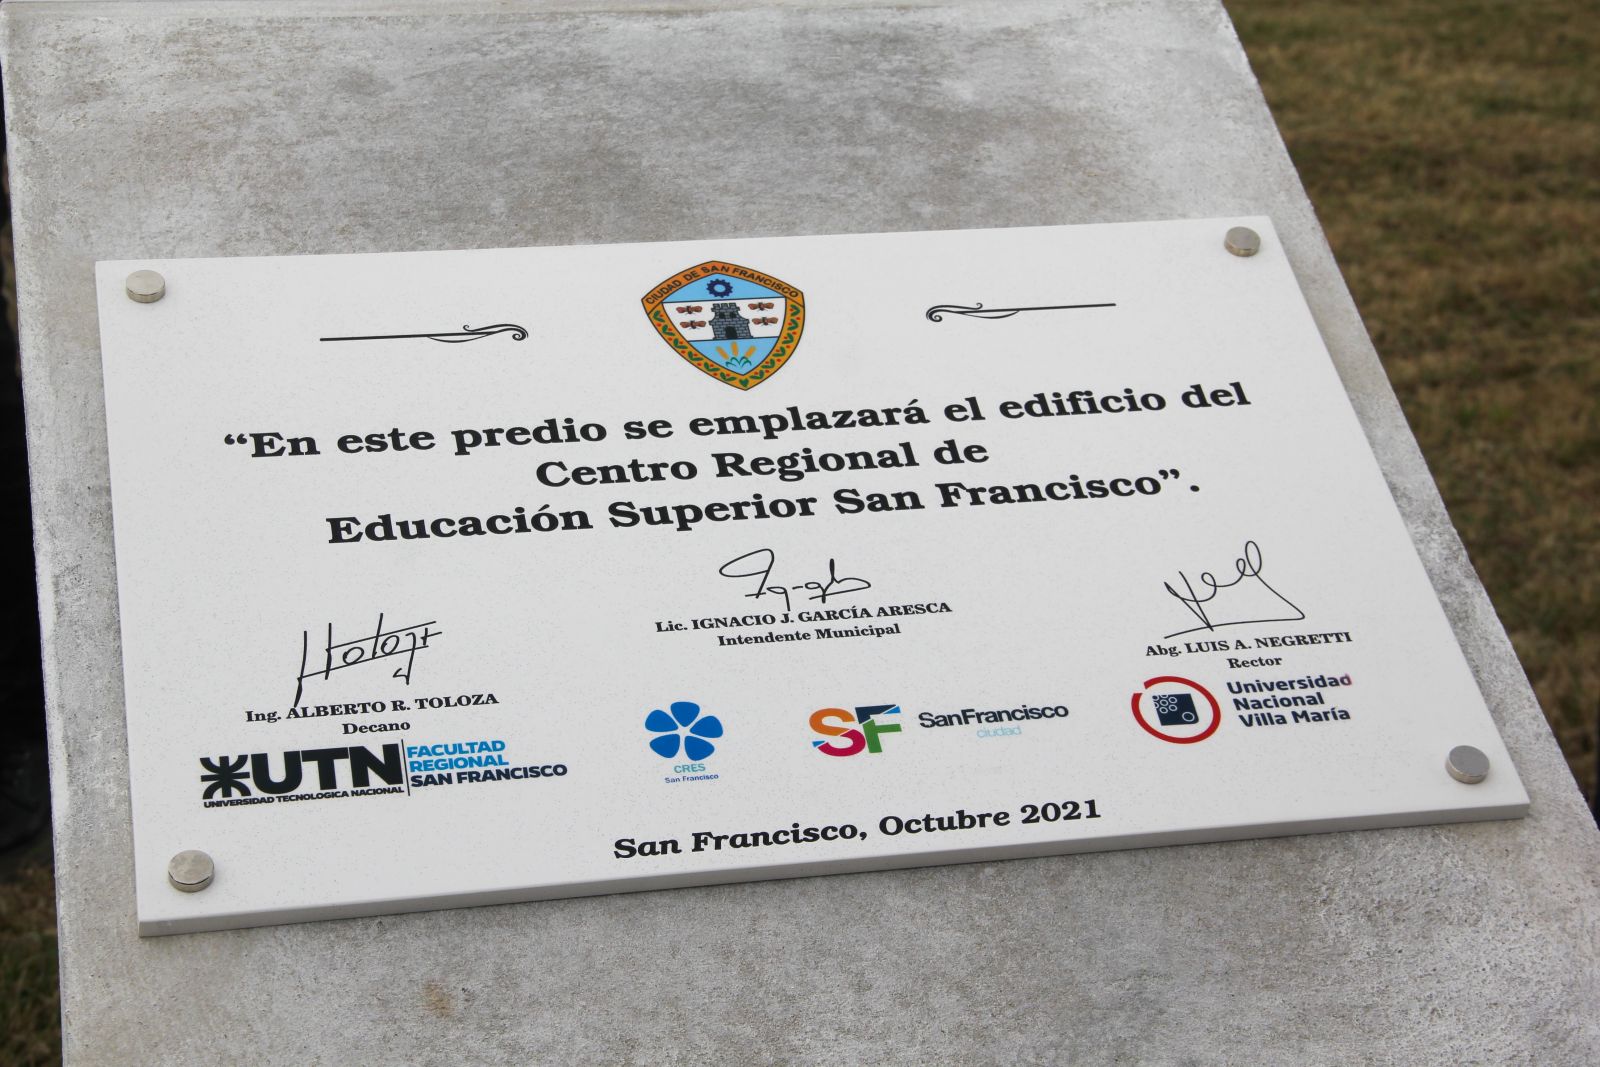 CIUDAD DE SAN FRANCISCO
“En este predio se emplazará el edificio del
Centro Regional de
Educación Superior San Francisco”.
Ing. ALBERTO R. TOLOZA
Decano
Lic. IGNACIO J. GARCÍA ARESCA
Intendente Municipal
Abg. LUIS A. NEGRETTI
Rector
UTN
UNIVERSIDAD TECNOLOGICA NACIONAL
FACULTAD
REGIONAL
SAN FRANCISCO
CRES
San Francisco
SF
SanFrancisco
ciudad
Universidad
Nacional
Villa María
San Francisco, Octubre 2021